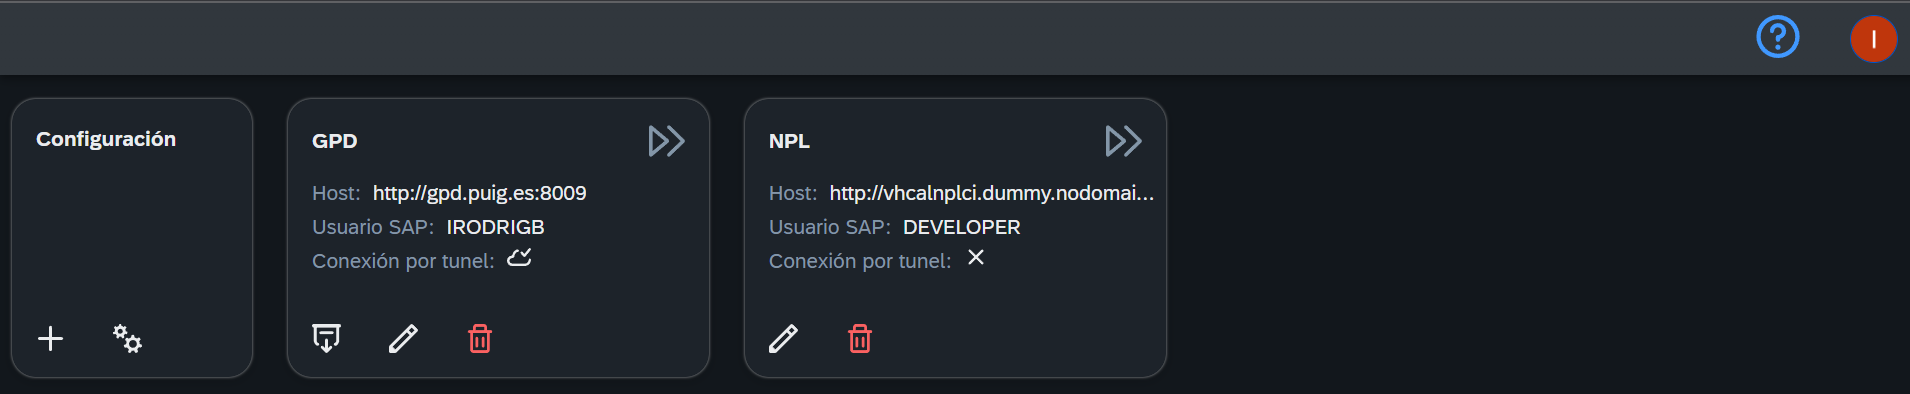 I
Configuración
GPD
Host: http://gpd.puig.es:8009
Usuario SAP: IRODRIGB
Conexión por tunel:
NPL
Host: http://vhcalnplci.dummy.nodomai...
Usuario SAP: DEVELOPER
Conexión por tunel: